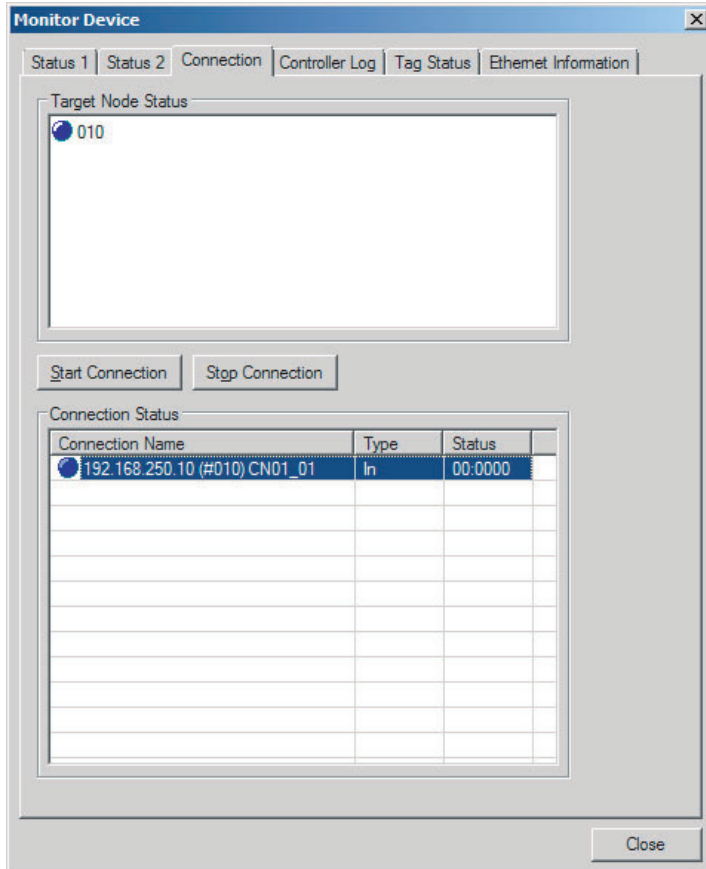 Monitor Device
Status 1 Status 2 Connection Controller Log Tag Status Ethernet Information
Target Node Status
010
Start Connection Stop Connection
Connection Status
Connection Name Type Status
192.168.250.10 (#010) CN01_01 In 00:0000
Close